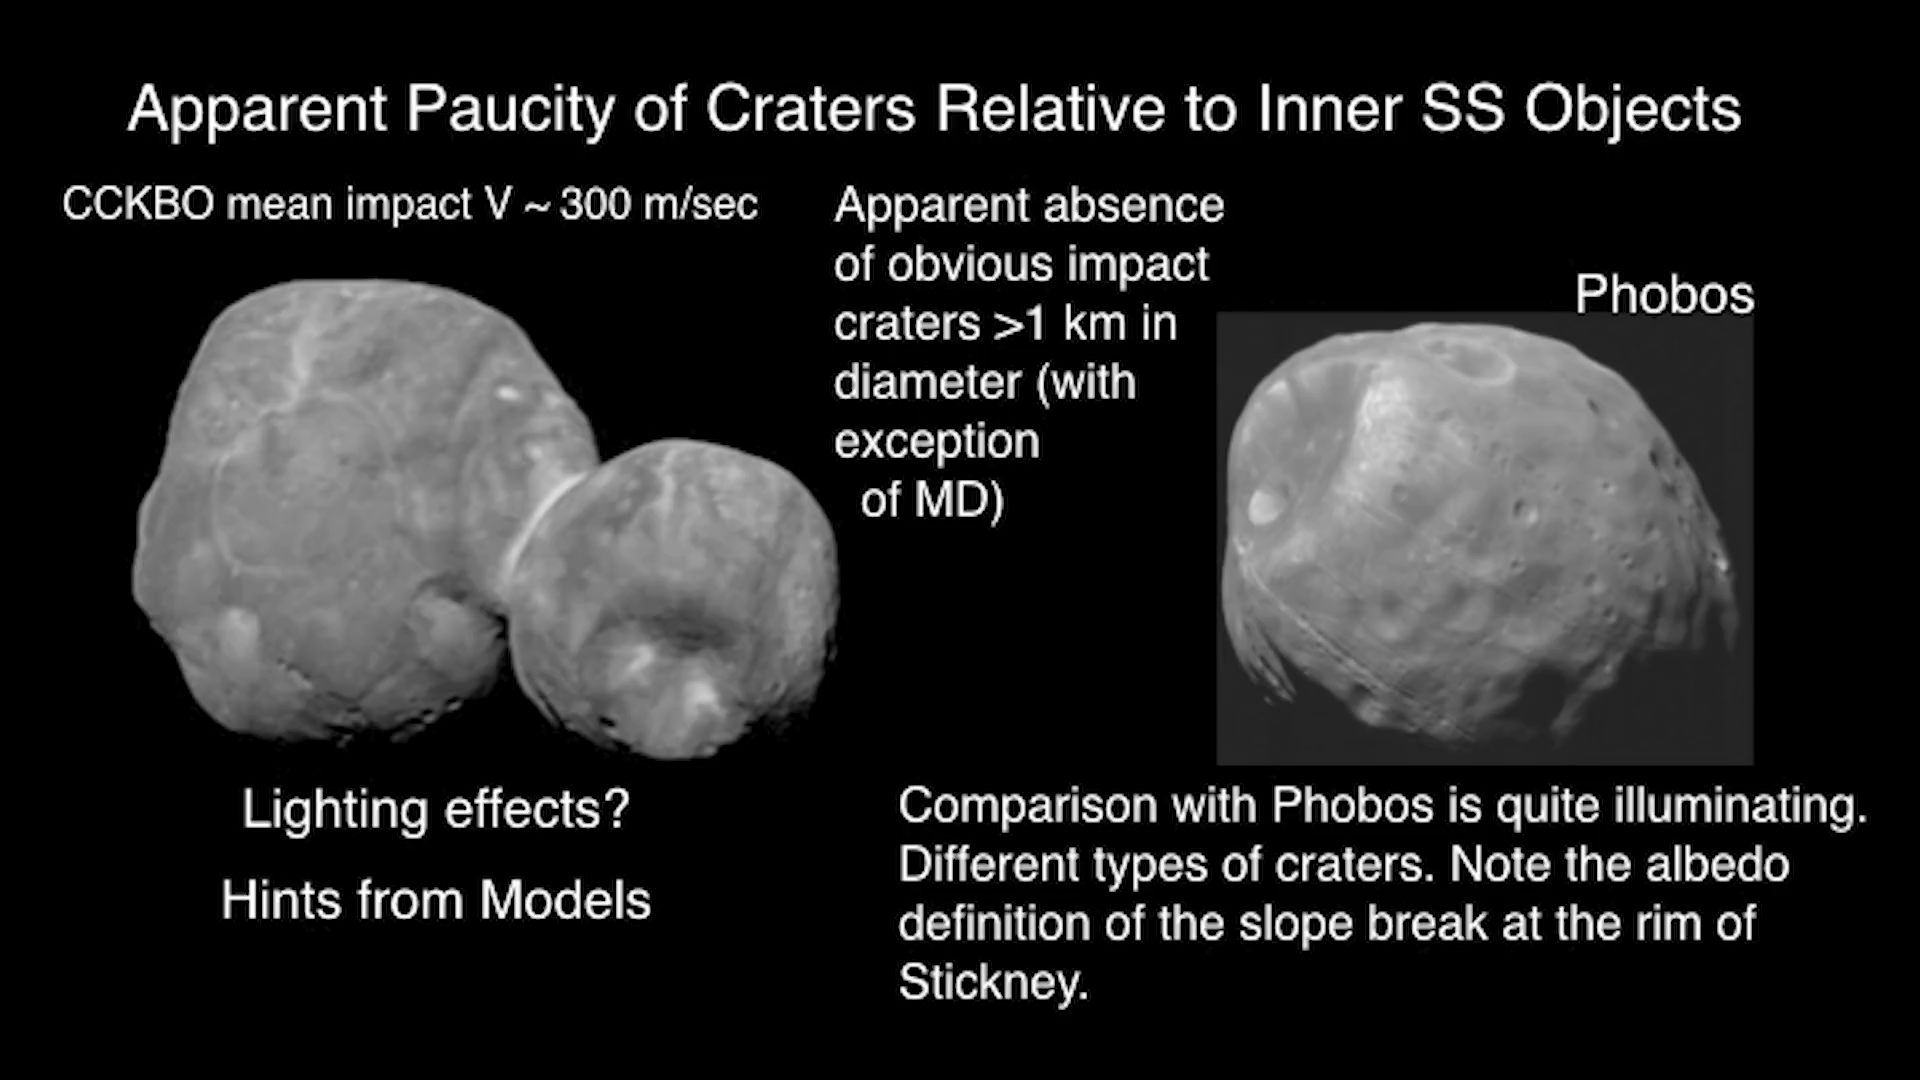 Apparent Paucity of Craters Relative to Inner SS Objects
CCKBO mean impact V ~ 300 m/sec
Apparent absence
of obvious impact
craters >1 km in
diameter (with
exception
of MD)
Phobos
Lighting effects?
Hints from Models
Comparison with Phobos is quite illuminating.
Different types of craters. Note the albedo
definition of the slope break at the rim of
Stickney.